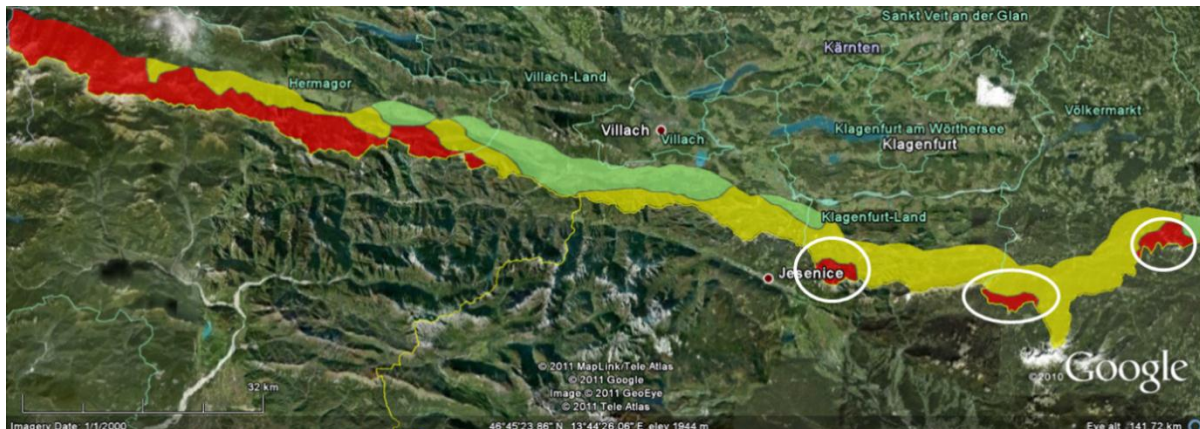 Sankt Veit an der Glan
Kärnten
Hermagor
Villach-Land
Völkermarkt
Villach
Villach
Klagenfurt am Wörthersee
Klagenfurt
Klagenfurt-Land
Jesenice
© 2011 MapLink/Tele Atlas
© 2011 Google
Image © 2011 GeoEye
© 2011 Tele Atlas
©2010 Google
32 km
Imagery Date: 1/1/2000
46°45'23.86" N 13°44'26.06" E elev 1944 m
Eye alt 141.72 km